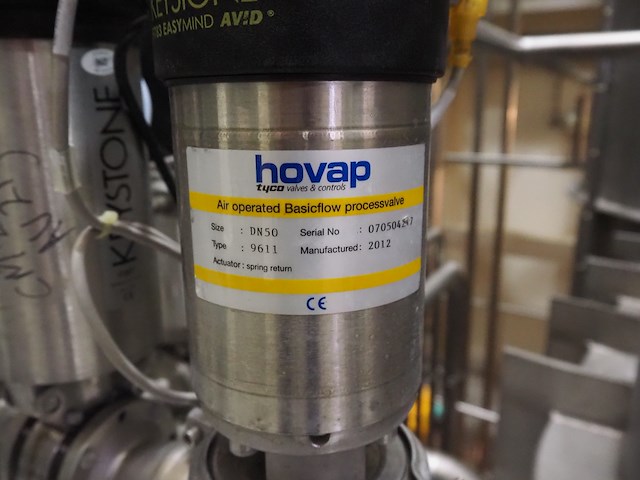 KEYSTONE
EASYMIND AVID®
hovap
tyco valves & controls
Air operated Basicflow processvalve
Size : DN50 Serial No :
Type : 9611 Manufactured : 2012
Actuator : spring return
CE
KEYSTONE